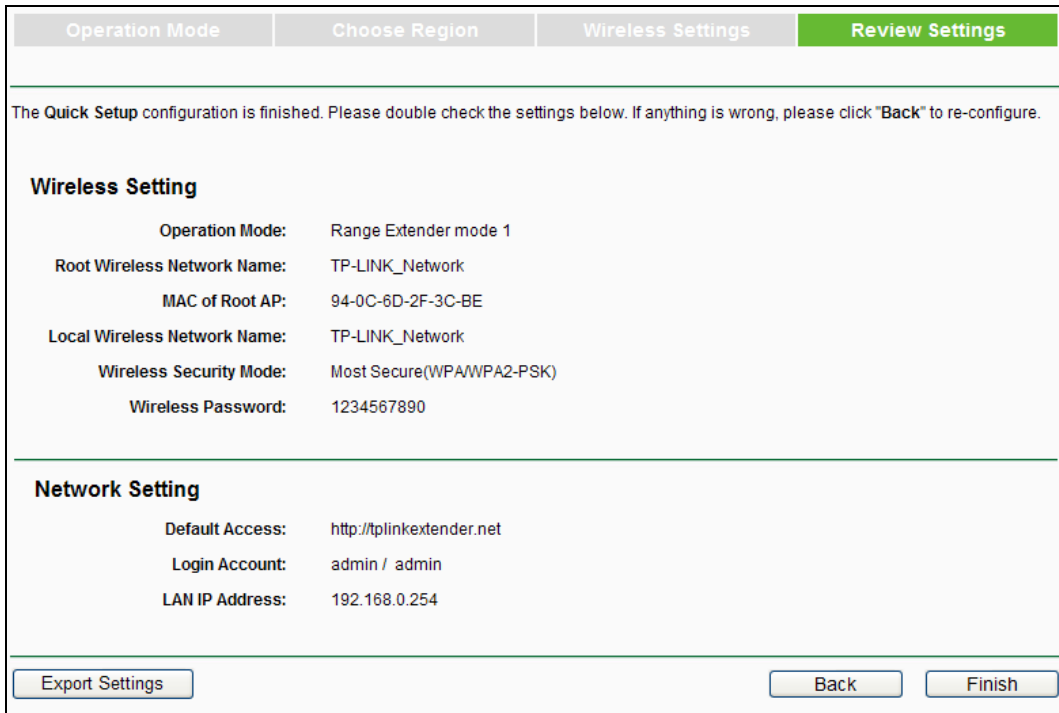 Operation Mode Choose Region Wireless Settings Review Settings
The Quick Setup configuration is finished. Please double check the settings below. If anything is wrong, please click "Back" to re-configure.
Wireless Setting
Operation Mode: Range Extender mode 1
Root Wireless Network Name: TP-LINK_Network
MAC of Root AP: 94-0C-6D-2F-3C-BE
Local Wireless Network Name: TP-LINK_Network
Wireless Security Mode: Most Secure(WPA/WPA2-PSK)
Wireless Password: 1234567890
Network Setting
Default Access: http://tplinkextender.net
Login Account: admin / admin
LAN IP Address: 192.168.0.254
Export Settings Back Finish